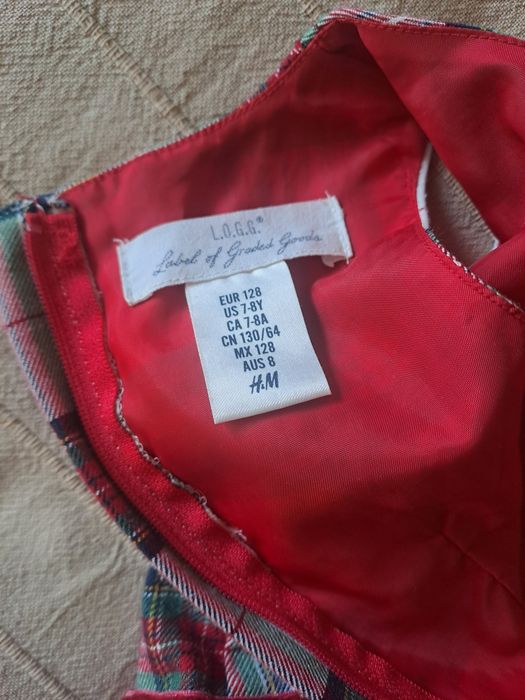 L.O.G.G.®
Label of Graded Goods
EUR 128
US 7-8Y
CA 7-8A
CN 130/64
MX 128
AUS 8
H&M